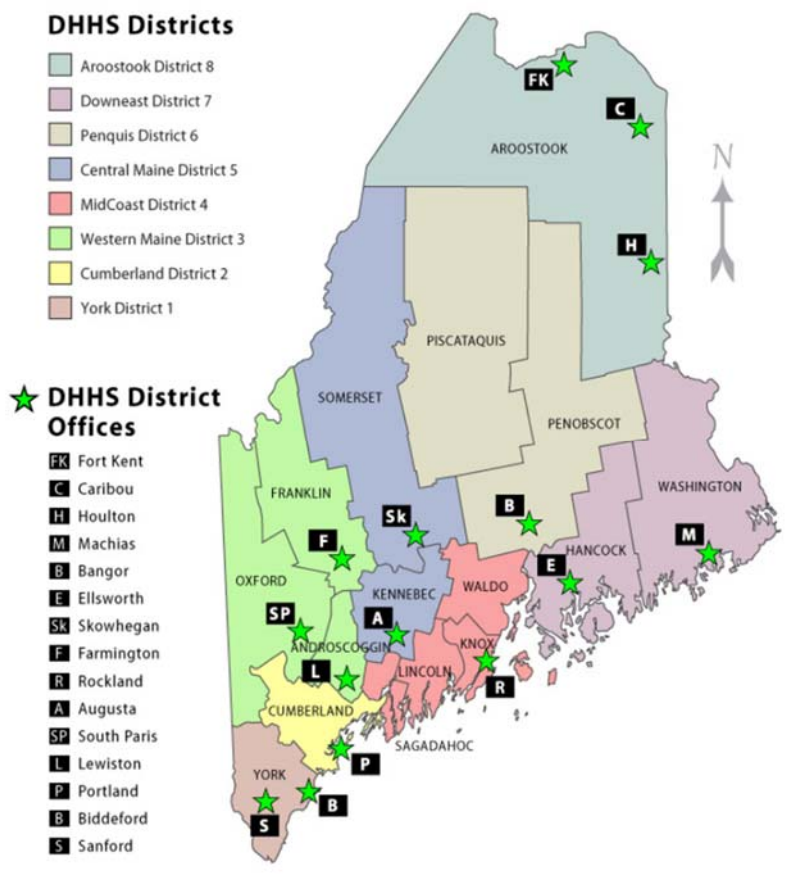 DHHS Districts
Aroostook District 8
Downeast District 7
Penquis District 6
Central Maine District 5
MidCoast District 4
Western Maine District 3
Cumberland District 2
York District 1
DHHS District
Offices
FK Fort Kent
C Caribou
H Houlton
M Machias
B Bangor
E Ellsworth
Sk Skowhegan
F Farmington
R Rockland
A Augusta
SP South Paris
L Lewiston
P Portland
B Biddeford
S Sanford
FK
C
AROOSTOOK
N
H
PISCATAQUIS
SOMERSET
PENOBSCOT
FRANKLIN
WASHINGTON
B
Sk
M
F
HANCOCK
E
OXFORD
WALDO
KENNEBEC
SP
A
ANDROSCOGGIN
KNOX
L
LINCOLN
R
CUMBERLAND
SAGADAHOC
P
YORK
B
S